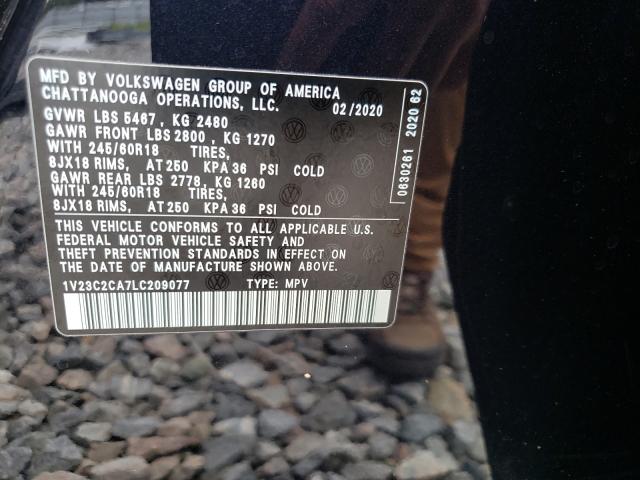 MFD BY VOLKSWAGEN GROUP OF AMERICA
CHATTANOOGA OPERATIONS, LLC. 02/2020
GVWR LBS 5467, KG 2480
GAWR FRONT LBS 2800 , KG 1270
WITH 245/60R18 TIRES,
8JX18 RIMS, AT 250 KPA 36 PSI COLD
GAWR REAR LBS 2778, KG 1260
WITH 245/60R18 TIRES,
8JX18 RIMS, AT 250 KPA 36 PSI COLD
THIS VEHICLE CONFORMS TO ALL APPLICABLE U.S.
FEDERAL MOTOR VEHICLE SAFETY AND
THEFT PREVENTION STANDARDS IN EFFECT ON
THE DATE OF MANUFACTURE SHOWN ABOVE.
1V23C2CA7LC209077 TYPE: MPV
0630261 2020 62